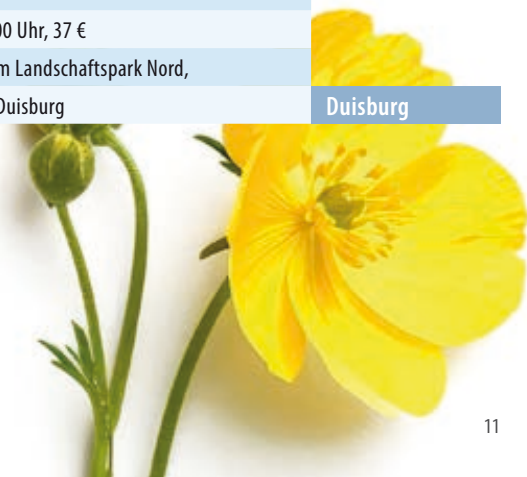 00 Uhr, 37 €
m Landschaftspark Nord,
Duisburg
Duisburg
11